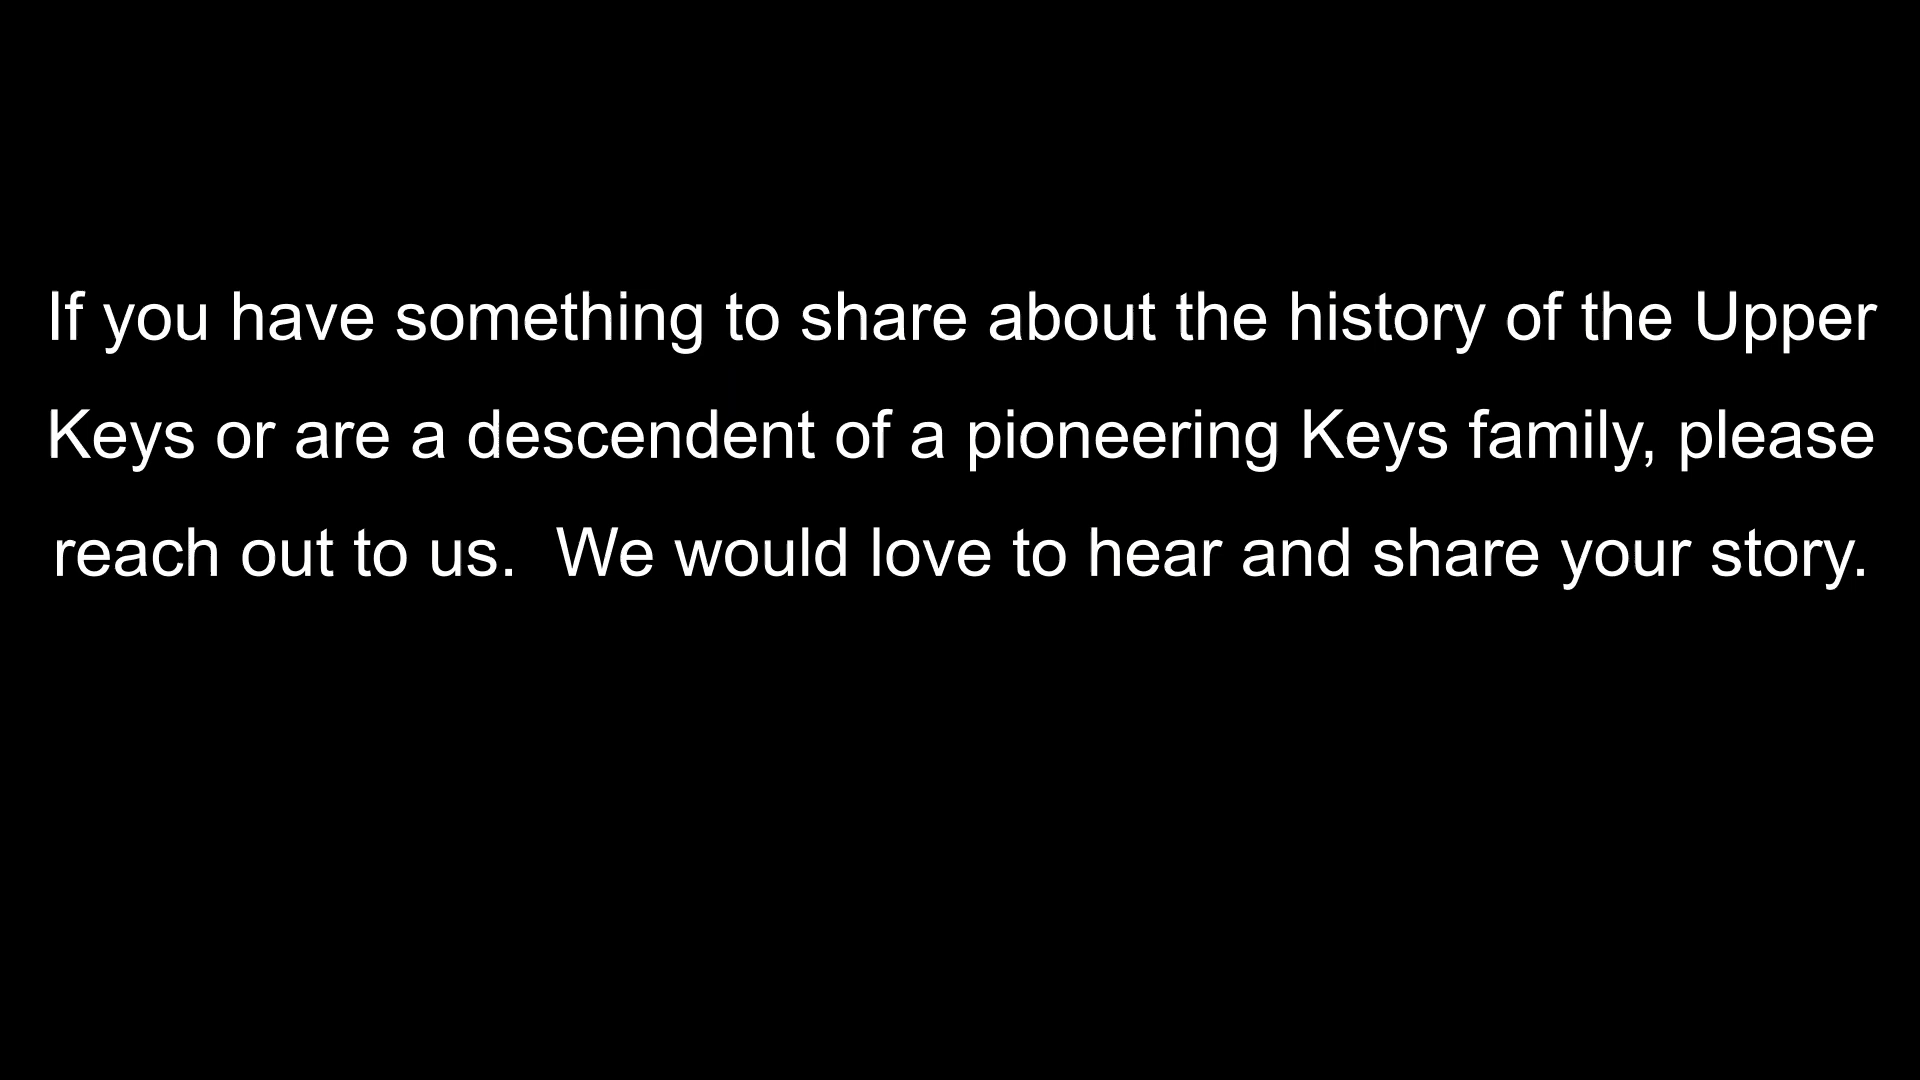 If you have something to share about the history of the Upper
Keys or are a descendent of a pioneering Keys family, please
reach out to us.  We would love to hear and share your story.